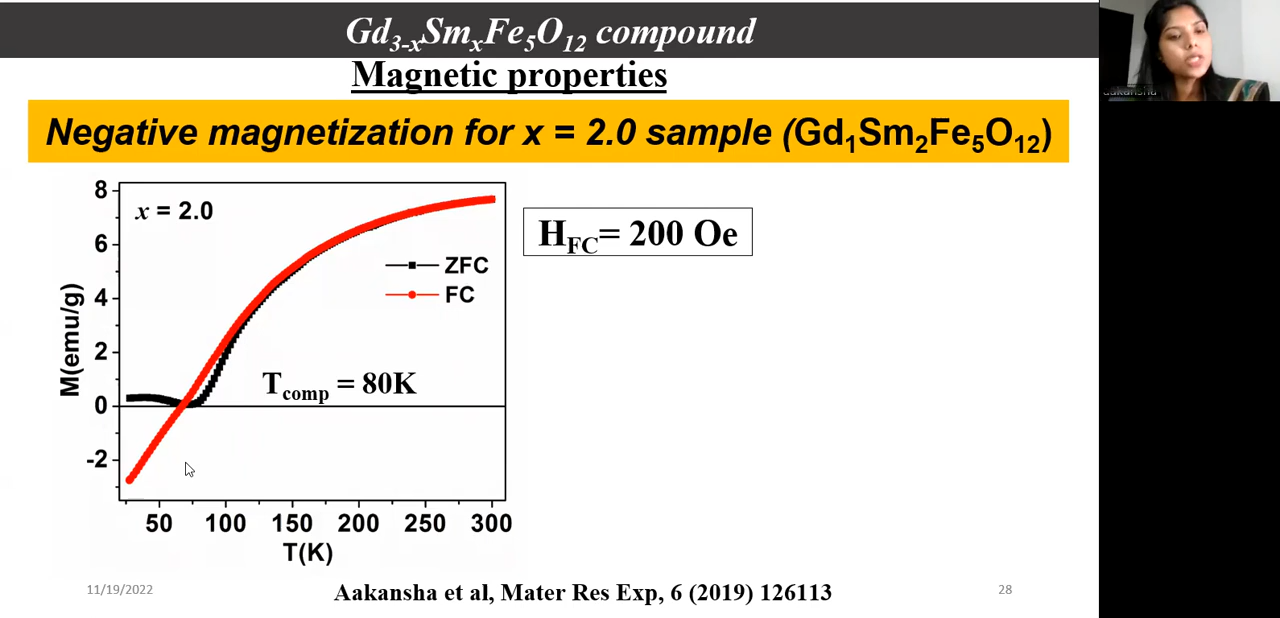 Gd3-xSmxFe5O12 compound
Magnetic properties
Negative magnetization for x = 2.0 sample (Gd1Sm2Fe5O12)
x = 2.0
HFC= 200 Oe
ZFC
FC
Tcomp = 80K
M(emu/g)
8
6
4
2
0
-2
50 100 150 200 250 300
T(K)
11/19/2022
Aakansha et al, Mater Res Exp, 6 (2019) 126113
28
aakansha